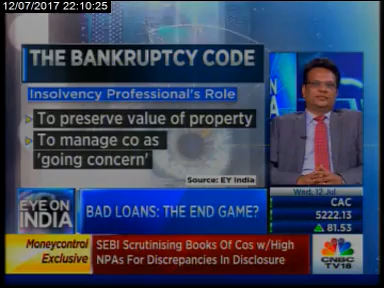 12/07/2017 22:10:25
THE BANKRUPTCY CODE
Insolvency Professional's Role
To preserve value of property
To manage co as
'going concern'
Source: EY India
Wed, 12 Jul
EYE ON
INDIA
BAD LOANS: THE END GAME?
CAC
5222.13
81.53
Moneycontrol
Exclusive
SEBI Scrutinising Books Of Cos w/High
NPAs For Discrepancies In Disclosure
CNBC
TV18